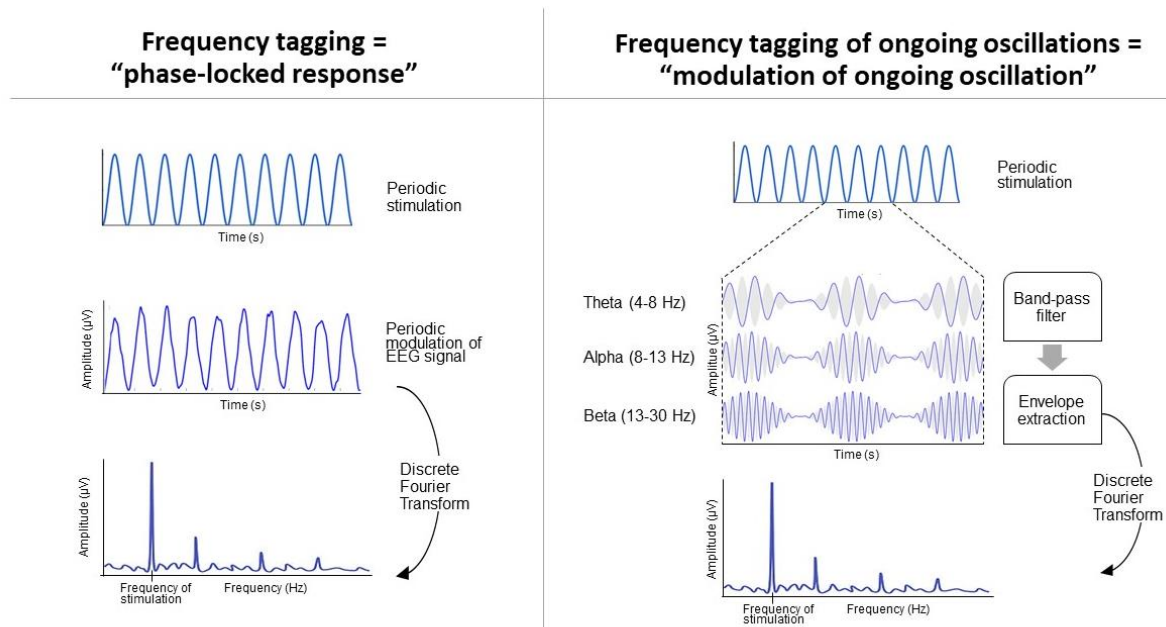 Frequency tagging =
“phase-locked response”
Periodic
stimulation
Time (s)
Amplitude (µV)
Periodic
modulation of
EEG signal
Time (s)
Discrete
Fourier
Transform
Amplitude (µV)
Frequency of
stimulation
Frequency (Hz)
Frequency tagging of ongoing oscillations =
“modulation of ongoing oscillation”
Periodic
stimulation
Time (s)
Theta (4-8 Hz)
Alpha (8-13 Hz)
Beta (13-30 Hz)
Amplitue (µV)
Time (s)
Band-pass
filter
Envelope
extraction
Discrete
Fourier
Transform
Amplitude (µV)
Frequency of
stimulation
Frequency (Hz)